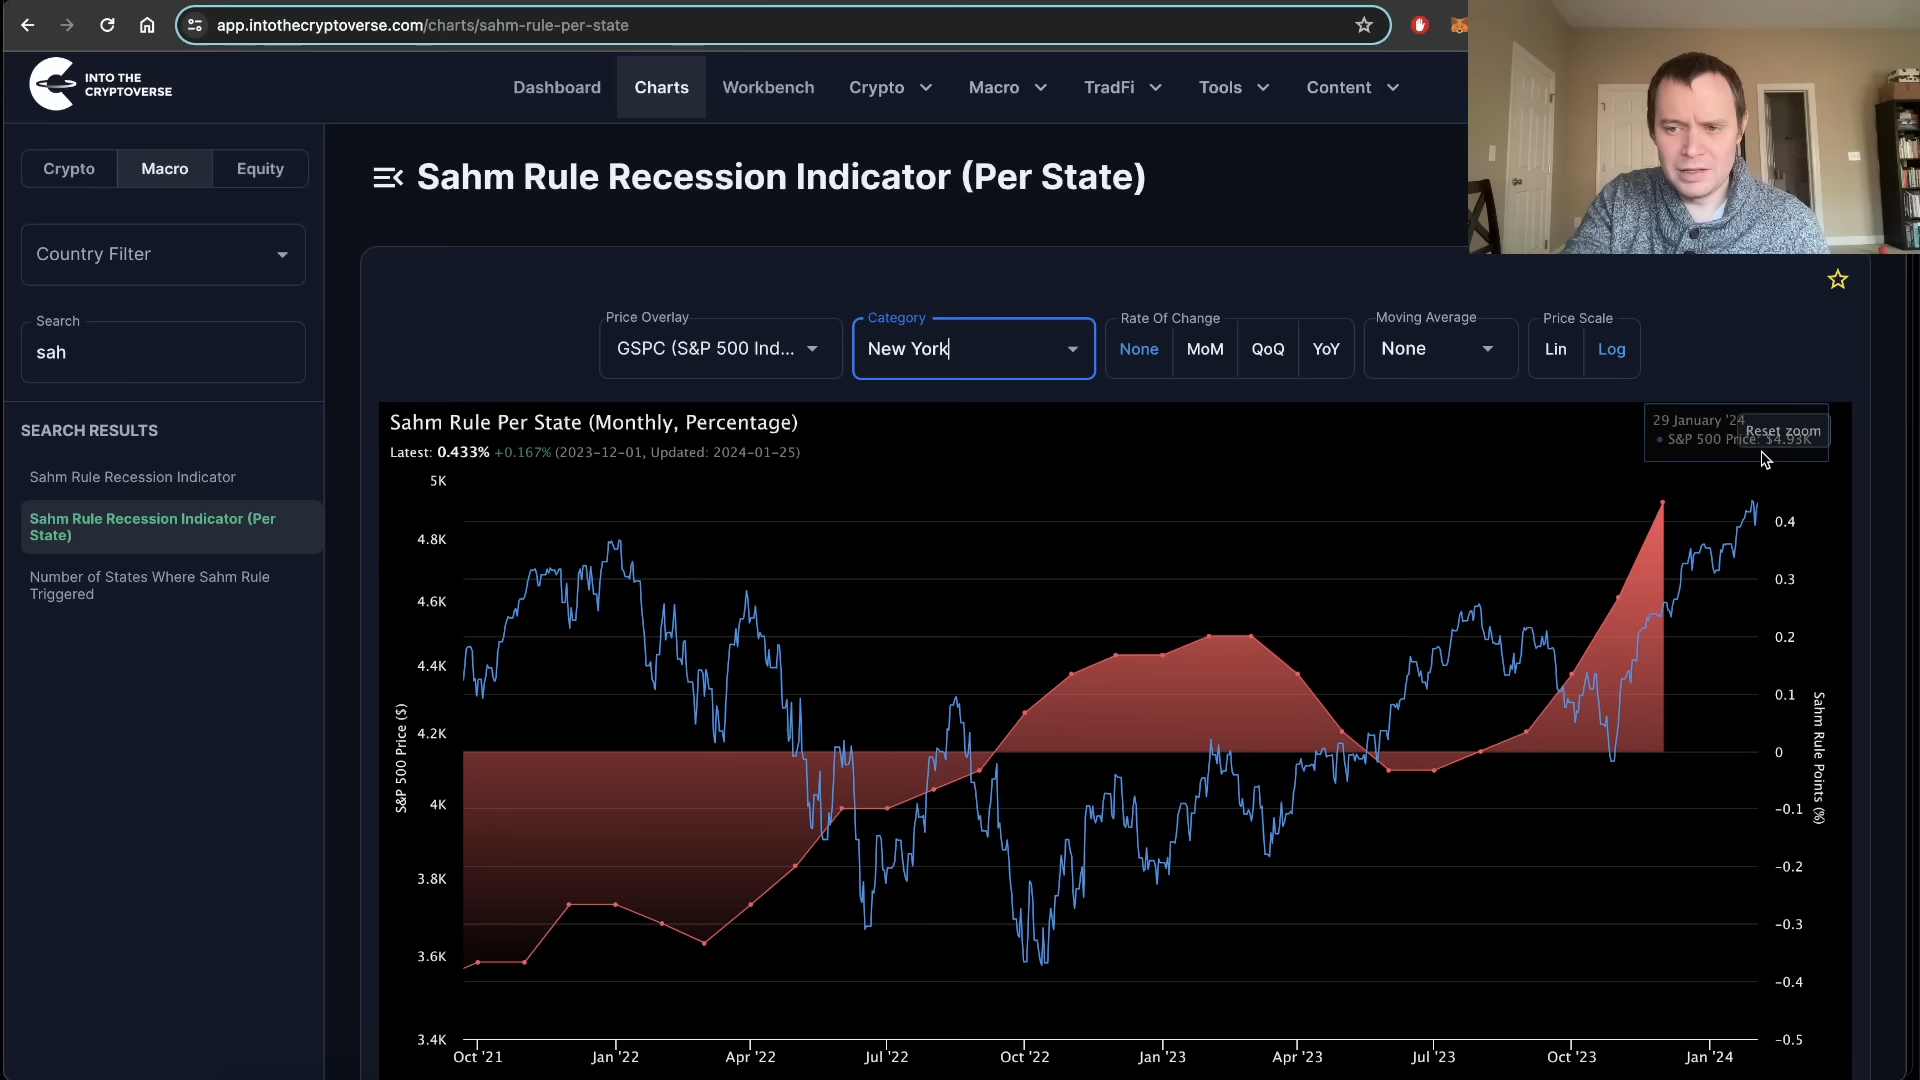 app.intothecryptoverse.com/charts/sahm-rule-per-state
INTO THE
CRYPTOVERSE
Dashboard
Charts
Workbench
Crypto
Macro
TradFi
Tools
Content
Crypto
Macro
Equity
Country Filter
Search
sah
SEARCH RESULTS
Sahm Rule Recession Indicator
Sahm Rule Recession Indicator (Per
State)
Number of States Where Sahm Rule
Triggered
Sahm Rule Recession Indicator (Per State)
Price Overlay
GSPC (S&P 500 Ind...
Category
New York
Rate Of Change
None
MoM
QoQ
YoY
Moving Average
None
Price Scale
Lin
Log
Sahm Rule Per State (Monthly, Percentage)
Latest: 0.433% +0.167% (2023-12-01, Updated: 2024-01-25)
29 January '24
S&P 500 Price: $4.93K
Reset zoom
5K
4.8K
4.6K
4.4K
4.2K
4K
3.8K
3.6K
3.4K
S&P 500 Price ($)
0.4
0.3
0.2
0.1
0
-0.1
-0.2
-0.3
-0.4
-0.5
Sahm Rule Points (%)
Oct '21
Jan '22
Apr '22
Jul '22
Oct '22
Jan '23
Apr '23
Jul '23
Oct '23
Jan '24